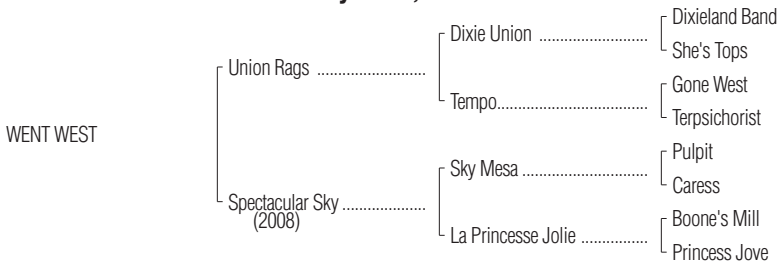 Dixieland Band
Dixie Union ..........................
She's Tops
Union Rags ..........................
Gone West
Tempo....................................
Terpsichorist
WENT WEST
Pulpit
Sky Mesa ..............................
Caress
Spectacular Sky ....................
(2008)
Boone's Mill
La Princesse Jolie ................
Princess Jove